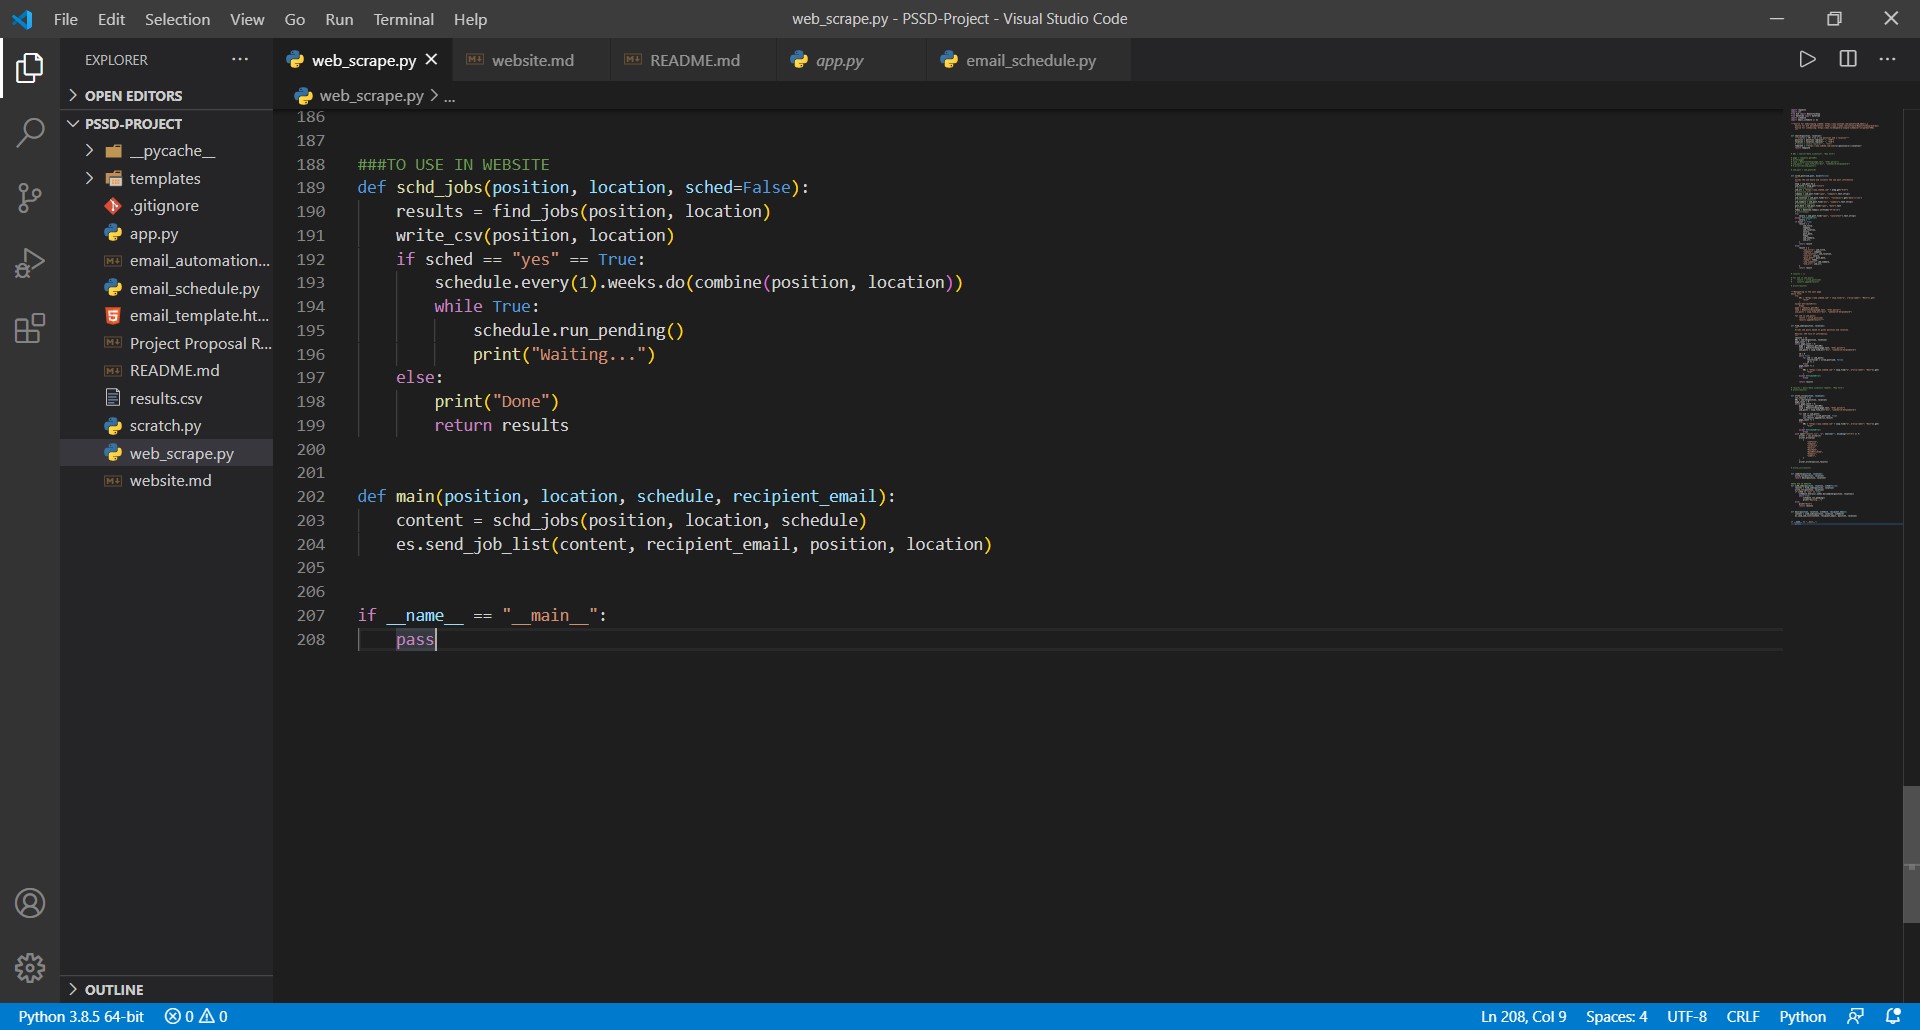 File Edit Selection View Go Run Terminal Help
web_scrape.py - PSSD-Project - Visual Studio Code
EXPLORER
web_scrape.py website.md README.md app.py email_schedule.py
web_scrape.py > ...
OPEN EDITORS
PSSD-PROJECT
__pycache__
templates
.gitignore
app.py
email_automation...
email_schedule.py
email_template.ht...
Project Proposal R...
README.md
results.csv
scratch.py
web_scrape.py
website.md
OUTLINE
186
187
188 ###TO USE IN WEBSITE
189 def schd_jobs(position, location, sched=False):
190     results = find_jobs(position, location)
191     write_csv(position, location)
192     if sched == "yes" == True:
193         schedule.every(1).weeks.do(combine(position, location))
194         while True:
195             schedule.run_pending()
196             print("Waiting...")
197     else:
198         print("Done")
199         return results
200
201
202 def main(position, location, schedule, recipient_email):
203     content = schd_jobs(position, location, schedule)
204     es.send_job_list(content, recipient_email, position, location)
205
206
207 if __name__ == "__main__":
208     pass
Python 3.8.5 64-bit 0 0 Ln 208, Col 9 Spaces: 4 UTF-8 CRLF Python